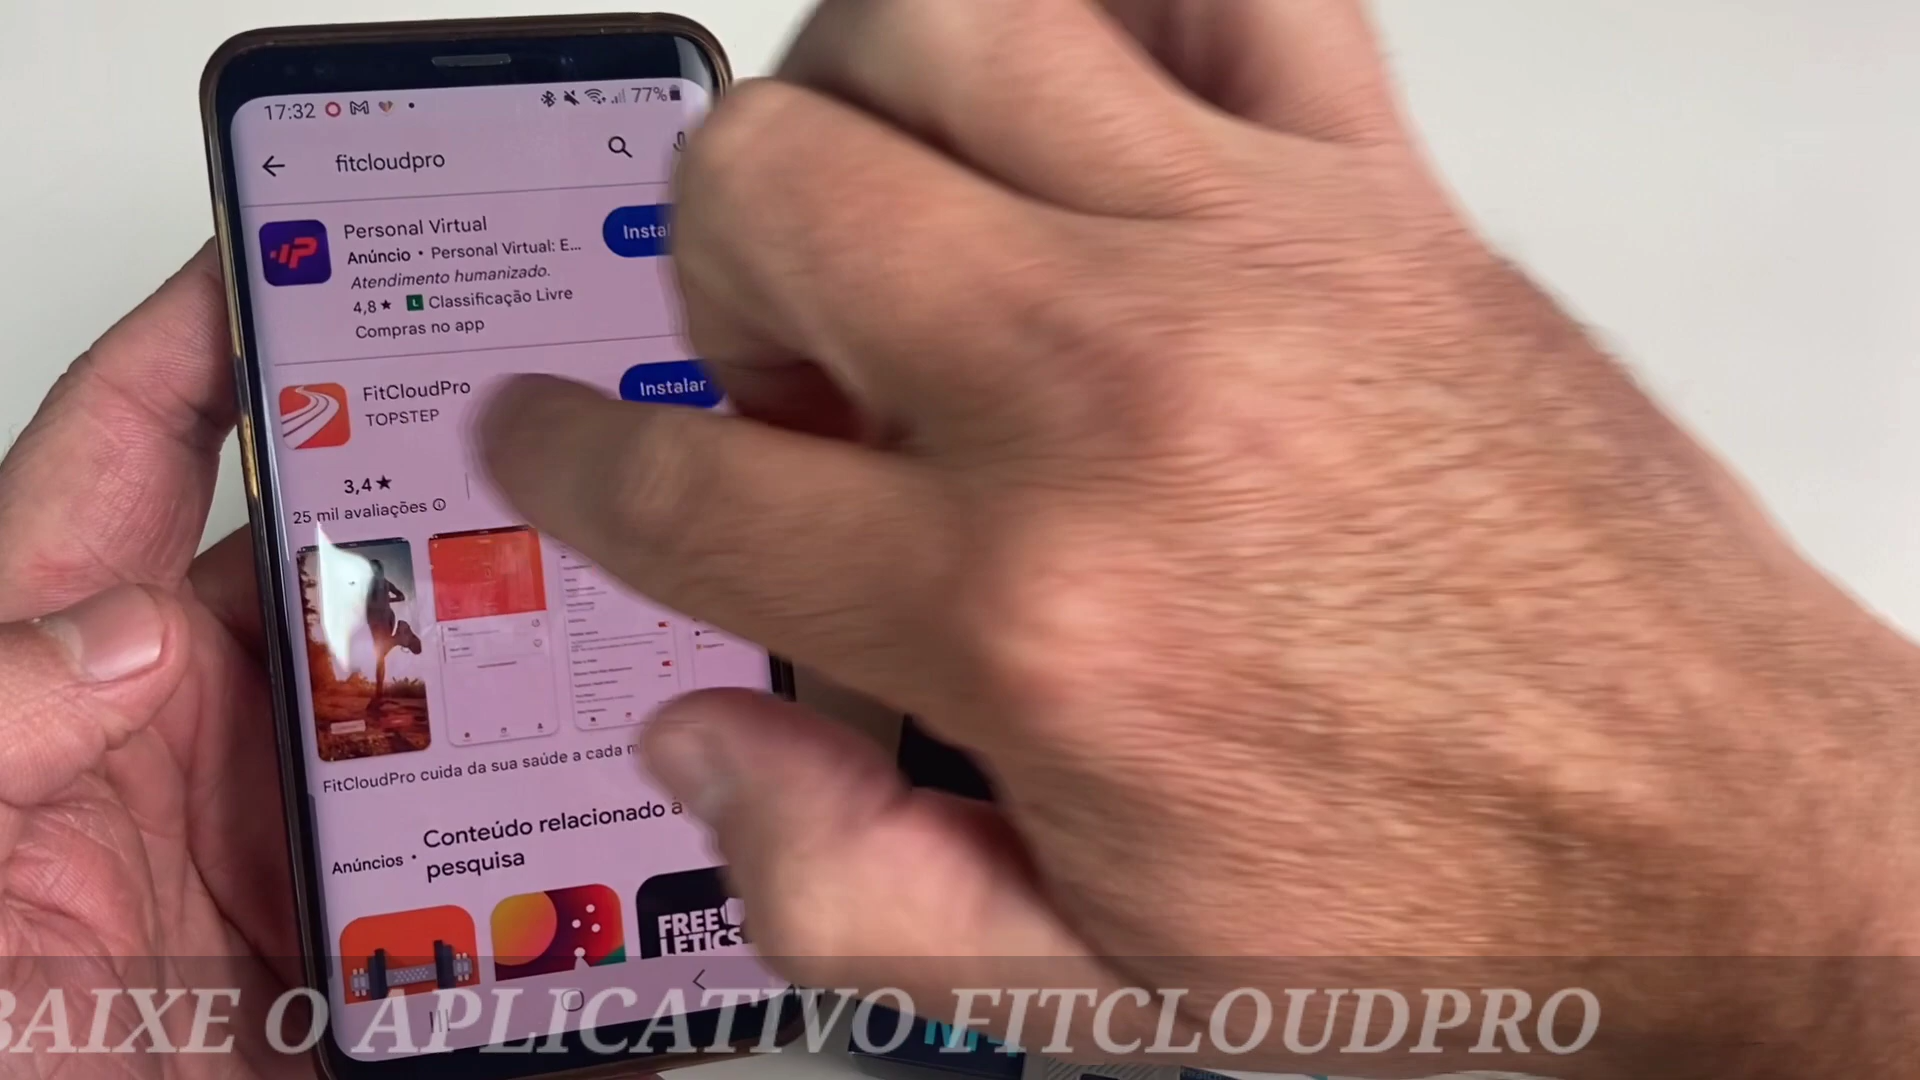 17:32
77%
fitcloudpro
Personal Virtual
Anúncio • Personal Virtual: E...
Atendimento humanizado.
4,8★ L Classificação Livre
Compras no app
FitCloudPro
TOPSTEP
Instalar
3,4★
25 mil avaliações
FitCloudPro cuida da sua saúde a cada
Anúncios • Conteúdo relacionado à
pesquisa
FREE
LETICS
BAIXE O APLICATIVO FITCLOUDPRO